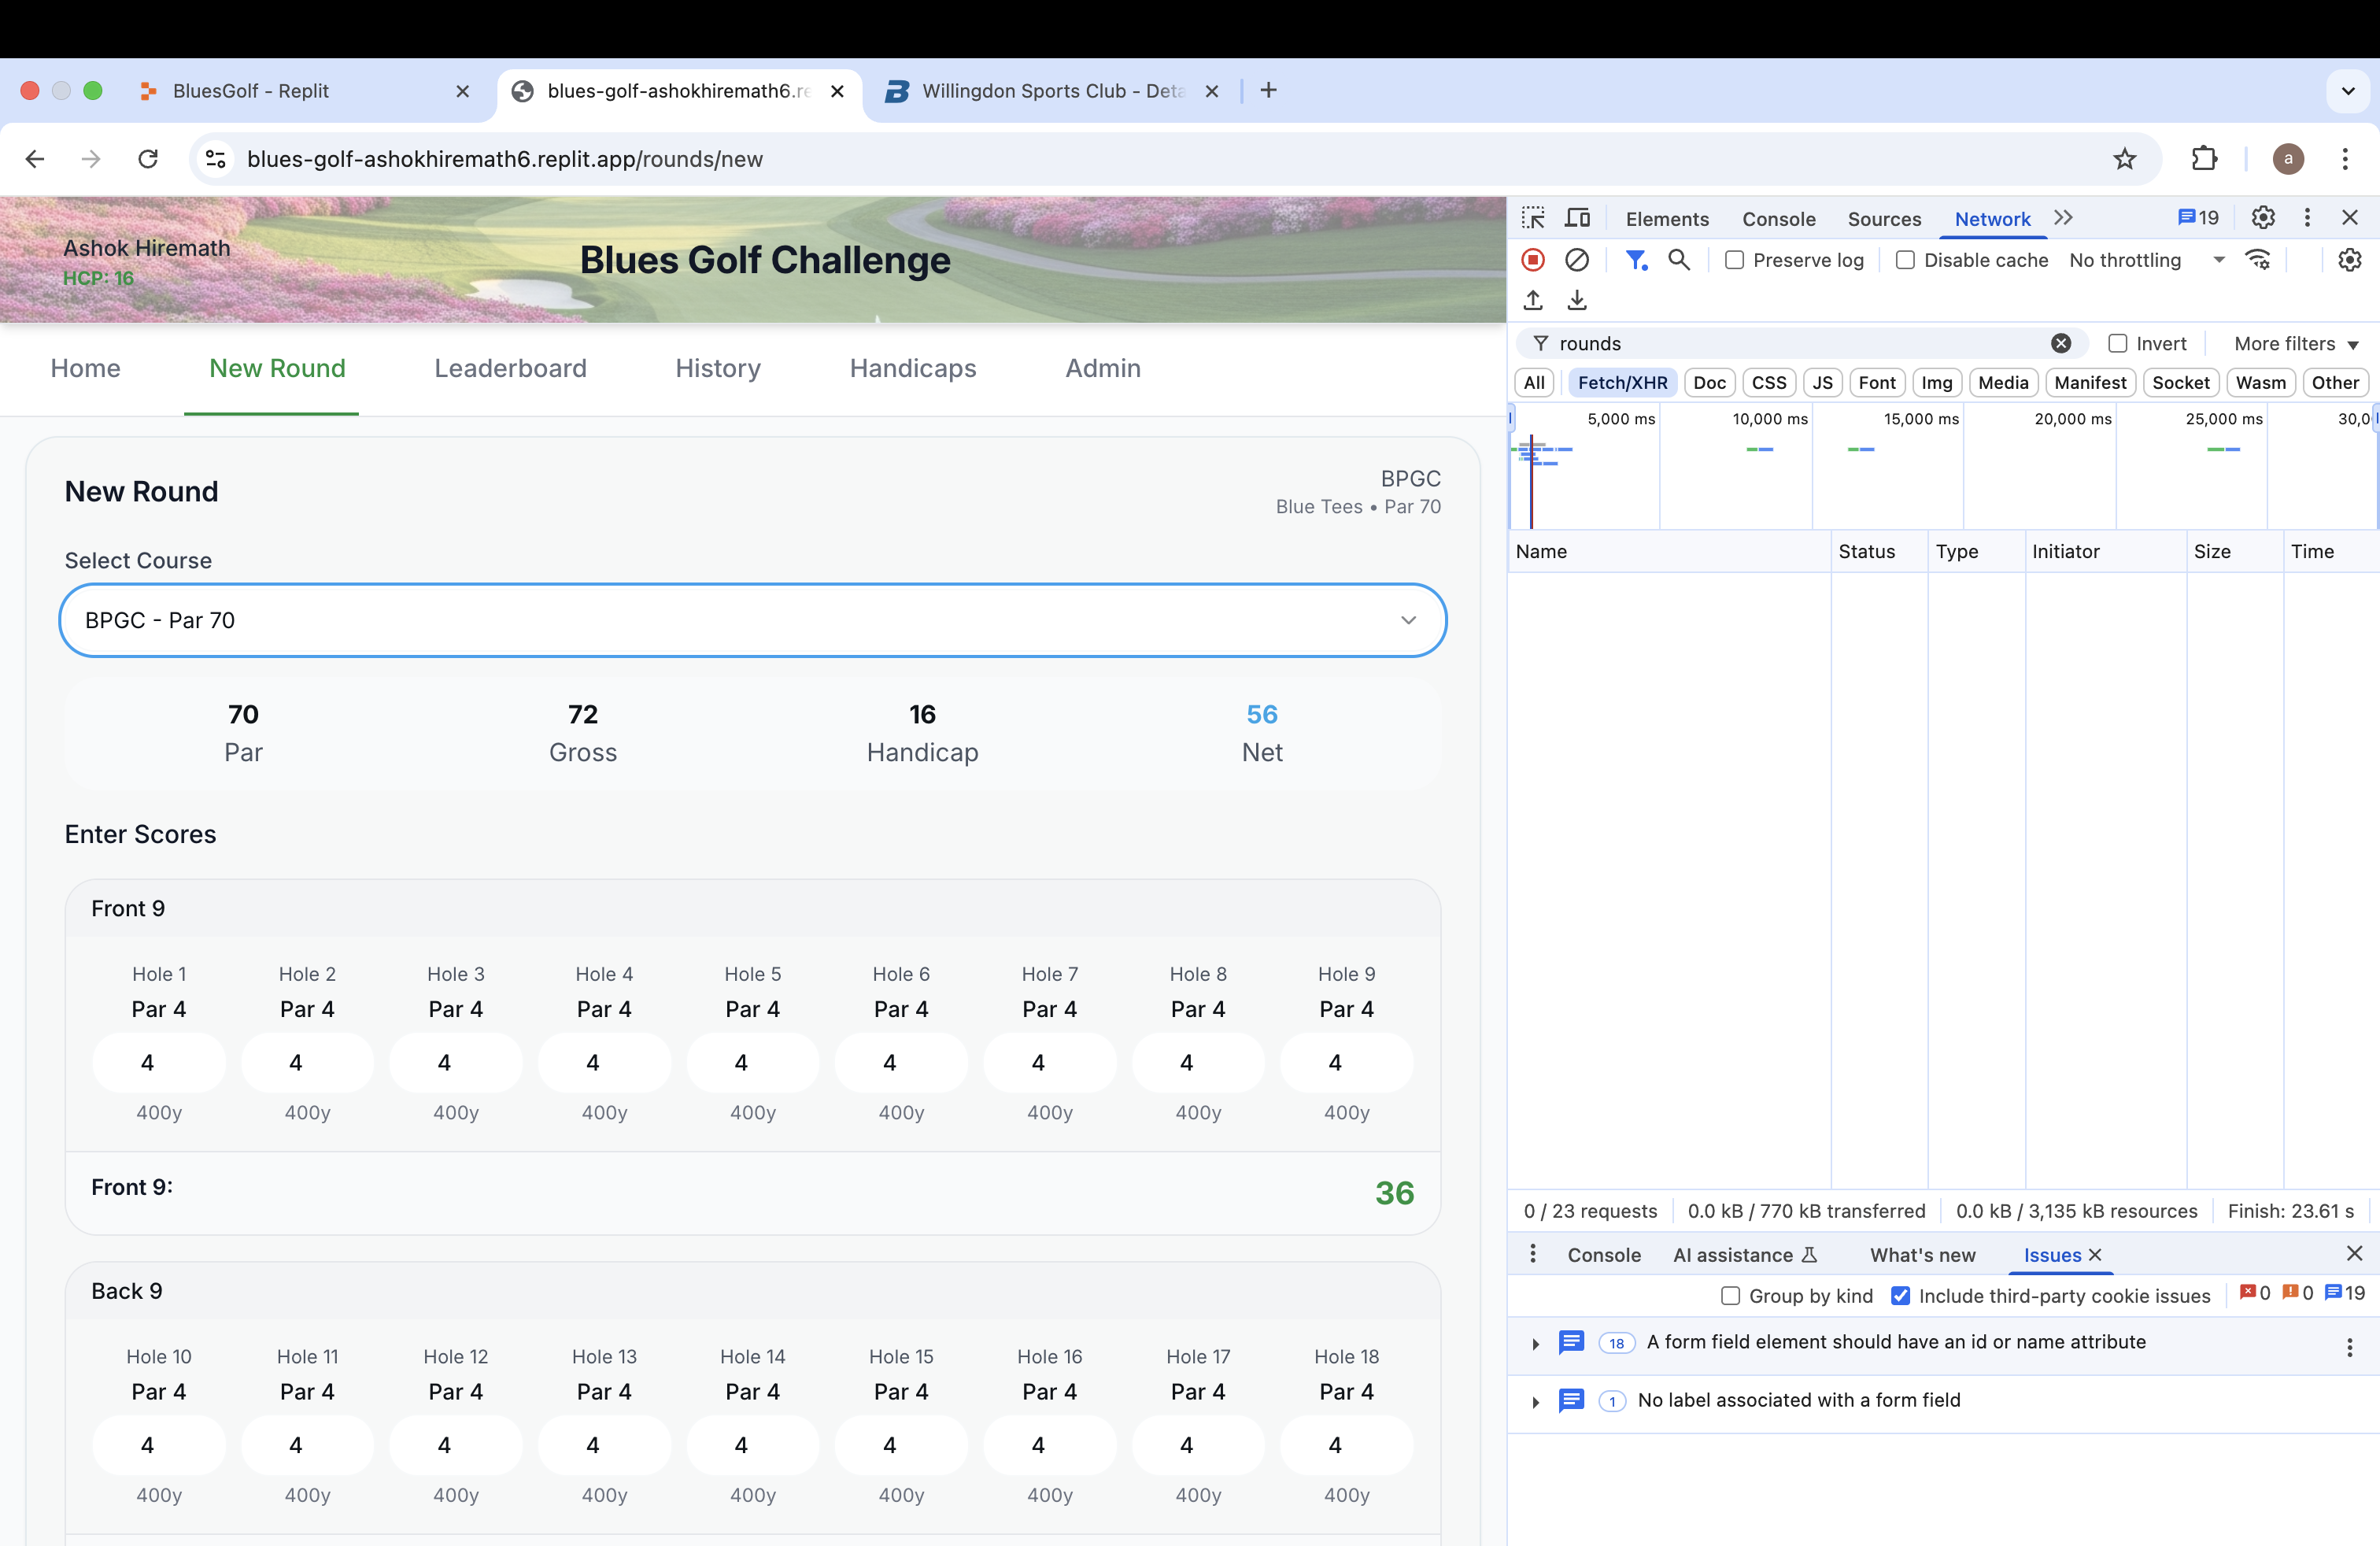 BluesGolf - Replit
blues-golf-ashokhiremath6.re
Willingdon Sports Club - Deta
blues-golf-ashokhiremath6.replit.app/rounds/new
a
Ashok Hiremath
HCP: 16
Blues Golf Challenge
Home New Round Leaderboard History Handicaps Admin
New Round
BPGC
Blue Tees • Par 70
Select Course
BPGC - Par 70
70 72 16 56
Par Gross Handicap Net
Enter Scores
Front 9
Hole 1 Hole 2 Hole 3 Hole 4 Hole 5 Hole 6 Hole 7 Hole 8 Hole 9
Par 4 Par 4 Par 4 Par 4 Par 4 Par 4 Par 4 Par 4 Par 4
4 4 4 4 4 4 4 4 4
400y 400y 400y 400y 400y 400y 400y 400y 400y
Front 9: 36
Back 9
Hole 10 Hole 11 Hole 12 Hole 13 Hole 14 Hole 15 Hole 16 Hole 17 Hole 18
Par 4 Par 4 Par 4 Par 4 Par 4 Par 4 Par 4 Par 4 Par 4
4 4 4 4 4 4 4 4 4
400y 400y 400y 400y 400y 400y 400y 400y 400y
Elements Console Sources Network 19
Preserve log Disable cache No throttling
rounds Invert More filters
All Fetch/XHR Doc CSS JS Font Img Media Manifest Socket Wasm Other
5,000 ms 10,000 ms 15,000 ms 20,000 ms 25,000 ms 30,0
Name Status Type Initiator Size Time
0 / 23 requests 0.0 kB / 770 kB transferred 0.0 kB / 3,135 kB resources Finish: 23.61 s
Console AI assistance What's new Issues
Group by kind Include third-party cookie issues 0 0 19
18 A form field element should have an id or name attribute
1 No label associated with a form field